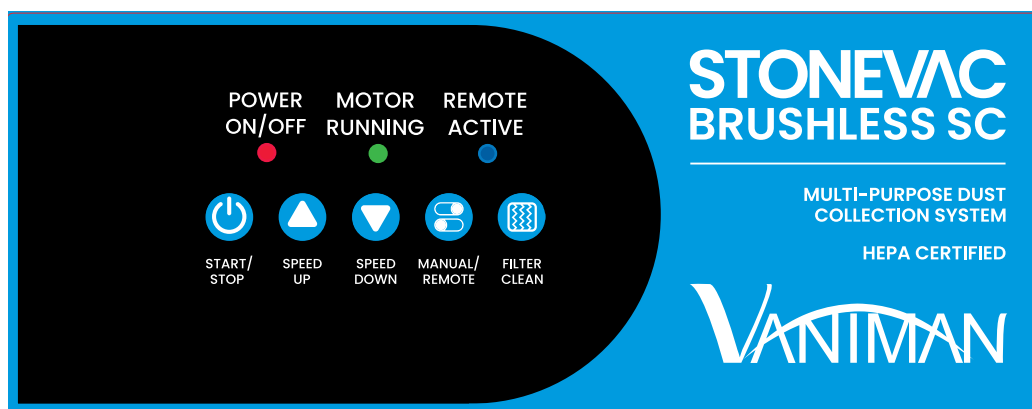 POWER ON/OFF
MOTOR RUNNING
REMOTE ACTIVE
START/
STOP
SPEED
UP
SPEED
DOWN
MANUAL/
REMOTE
FILTER
CLEAN
STONEVAC
BRUSHLESS SC
MULTI-PURPOSE DUST
COLLECTION SYSTEM
HEPA CERTIFIED
VANIMAN